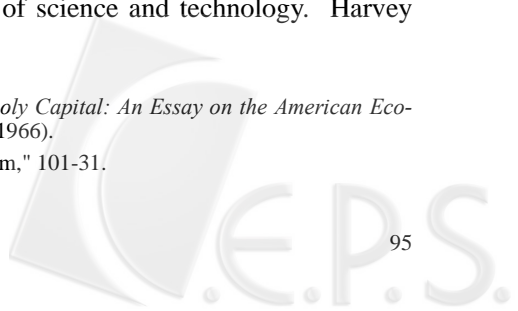 of science and technology. Harvey
oly Capital: An Essay on the American Eco-
1966).
m," 101-31.
95
C.E.P.S.